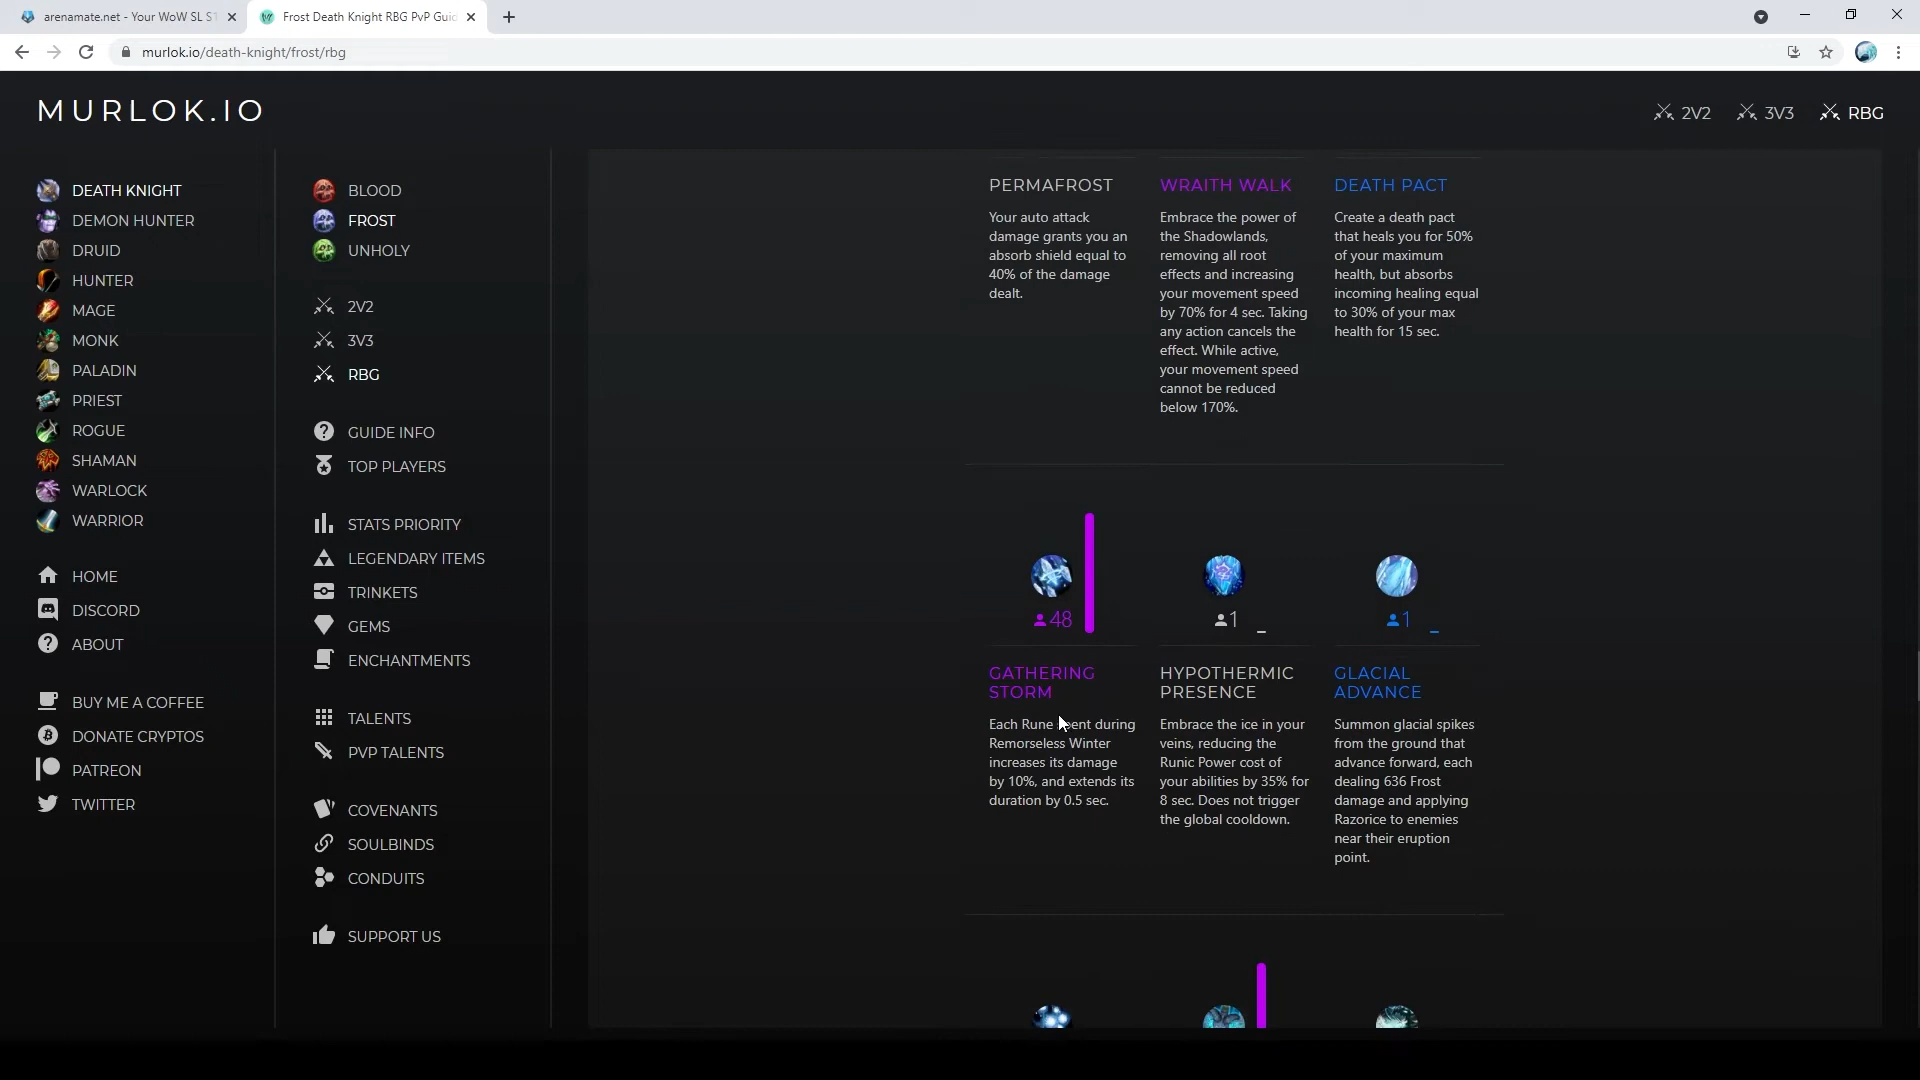 arenamate.net - Your WoW SL S
Frost Death Knight RBG PvP Guid
murlok.io/death-knight/frost/rbg
MURLOK.IO
2V2
3V3
RBG
DEATH KNIGHT
DEMON HUNTER
DRUID
HUNTER
MAGE
MONK
PALADIN
PRIEST
ROGUE
SHAMAN
WARLOCK
WARRIOR
HOME
DISCORD
ABOUT
BUY ME A COFFEE
DONATE CRYPTOS
PATREON
TWITTER
BLOOD
FROST
UNHOLY
2V2
3V3
RBG
GUIDE INFO
TOP PLAYERS
STATS PRIORITY
LEGENDARY ITEMS
TRINKETS
GEMS
ENCHANTMENTS
TALENTS
PVP TALENTS
COVENANTS
SOULBINDS
CONDUITS
SUPPORT US
PERMAFROST
Your auto attack
damage grants you an
absorb shield equal to
40% of the damage
dealt.
WRAITH WALK
Embrace the power of
the Shadowlands,
removing all root
effects and increasing
your movement speed
by 70% for 4 sec. Taking
any action cancels the
effect. While active,
your movement speed
cannot be reduced
below 170%.
DEATH PACT
Create a death pact
that heals you for 50%
of your maximum
health, but absorbs
incoming healing equal
to 30% of your max
health for 15 sec.
48
GATHERING
STORM
Each Rune spent during
Remorseless Winter
increases its damage
by 10%, and extends its
duration by 0.5 sec.
1
HYPOTHERMIC
PRESENCE
Embrace the ice in your
veins, reducing the
Runic Power cost of
your abilities by 35% for
8 sec. Does not trigger
the global cooldown.
1
GLACIAL
ADVANCE
Summon glacial spikes
from the ground that
advance forward, each
dealing 636 Frost
damage and applying
Razorice to enemies
near their eruption
point.